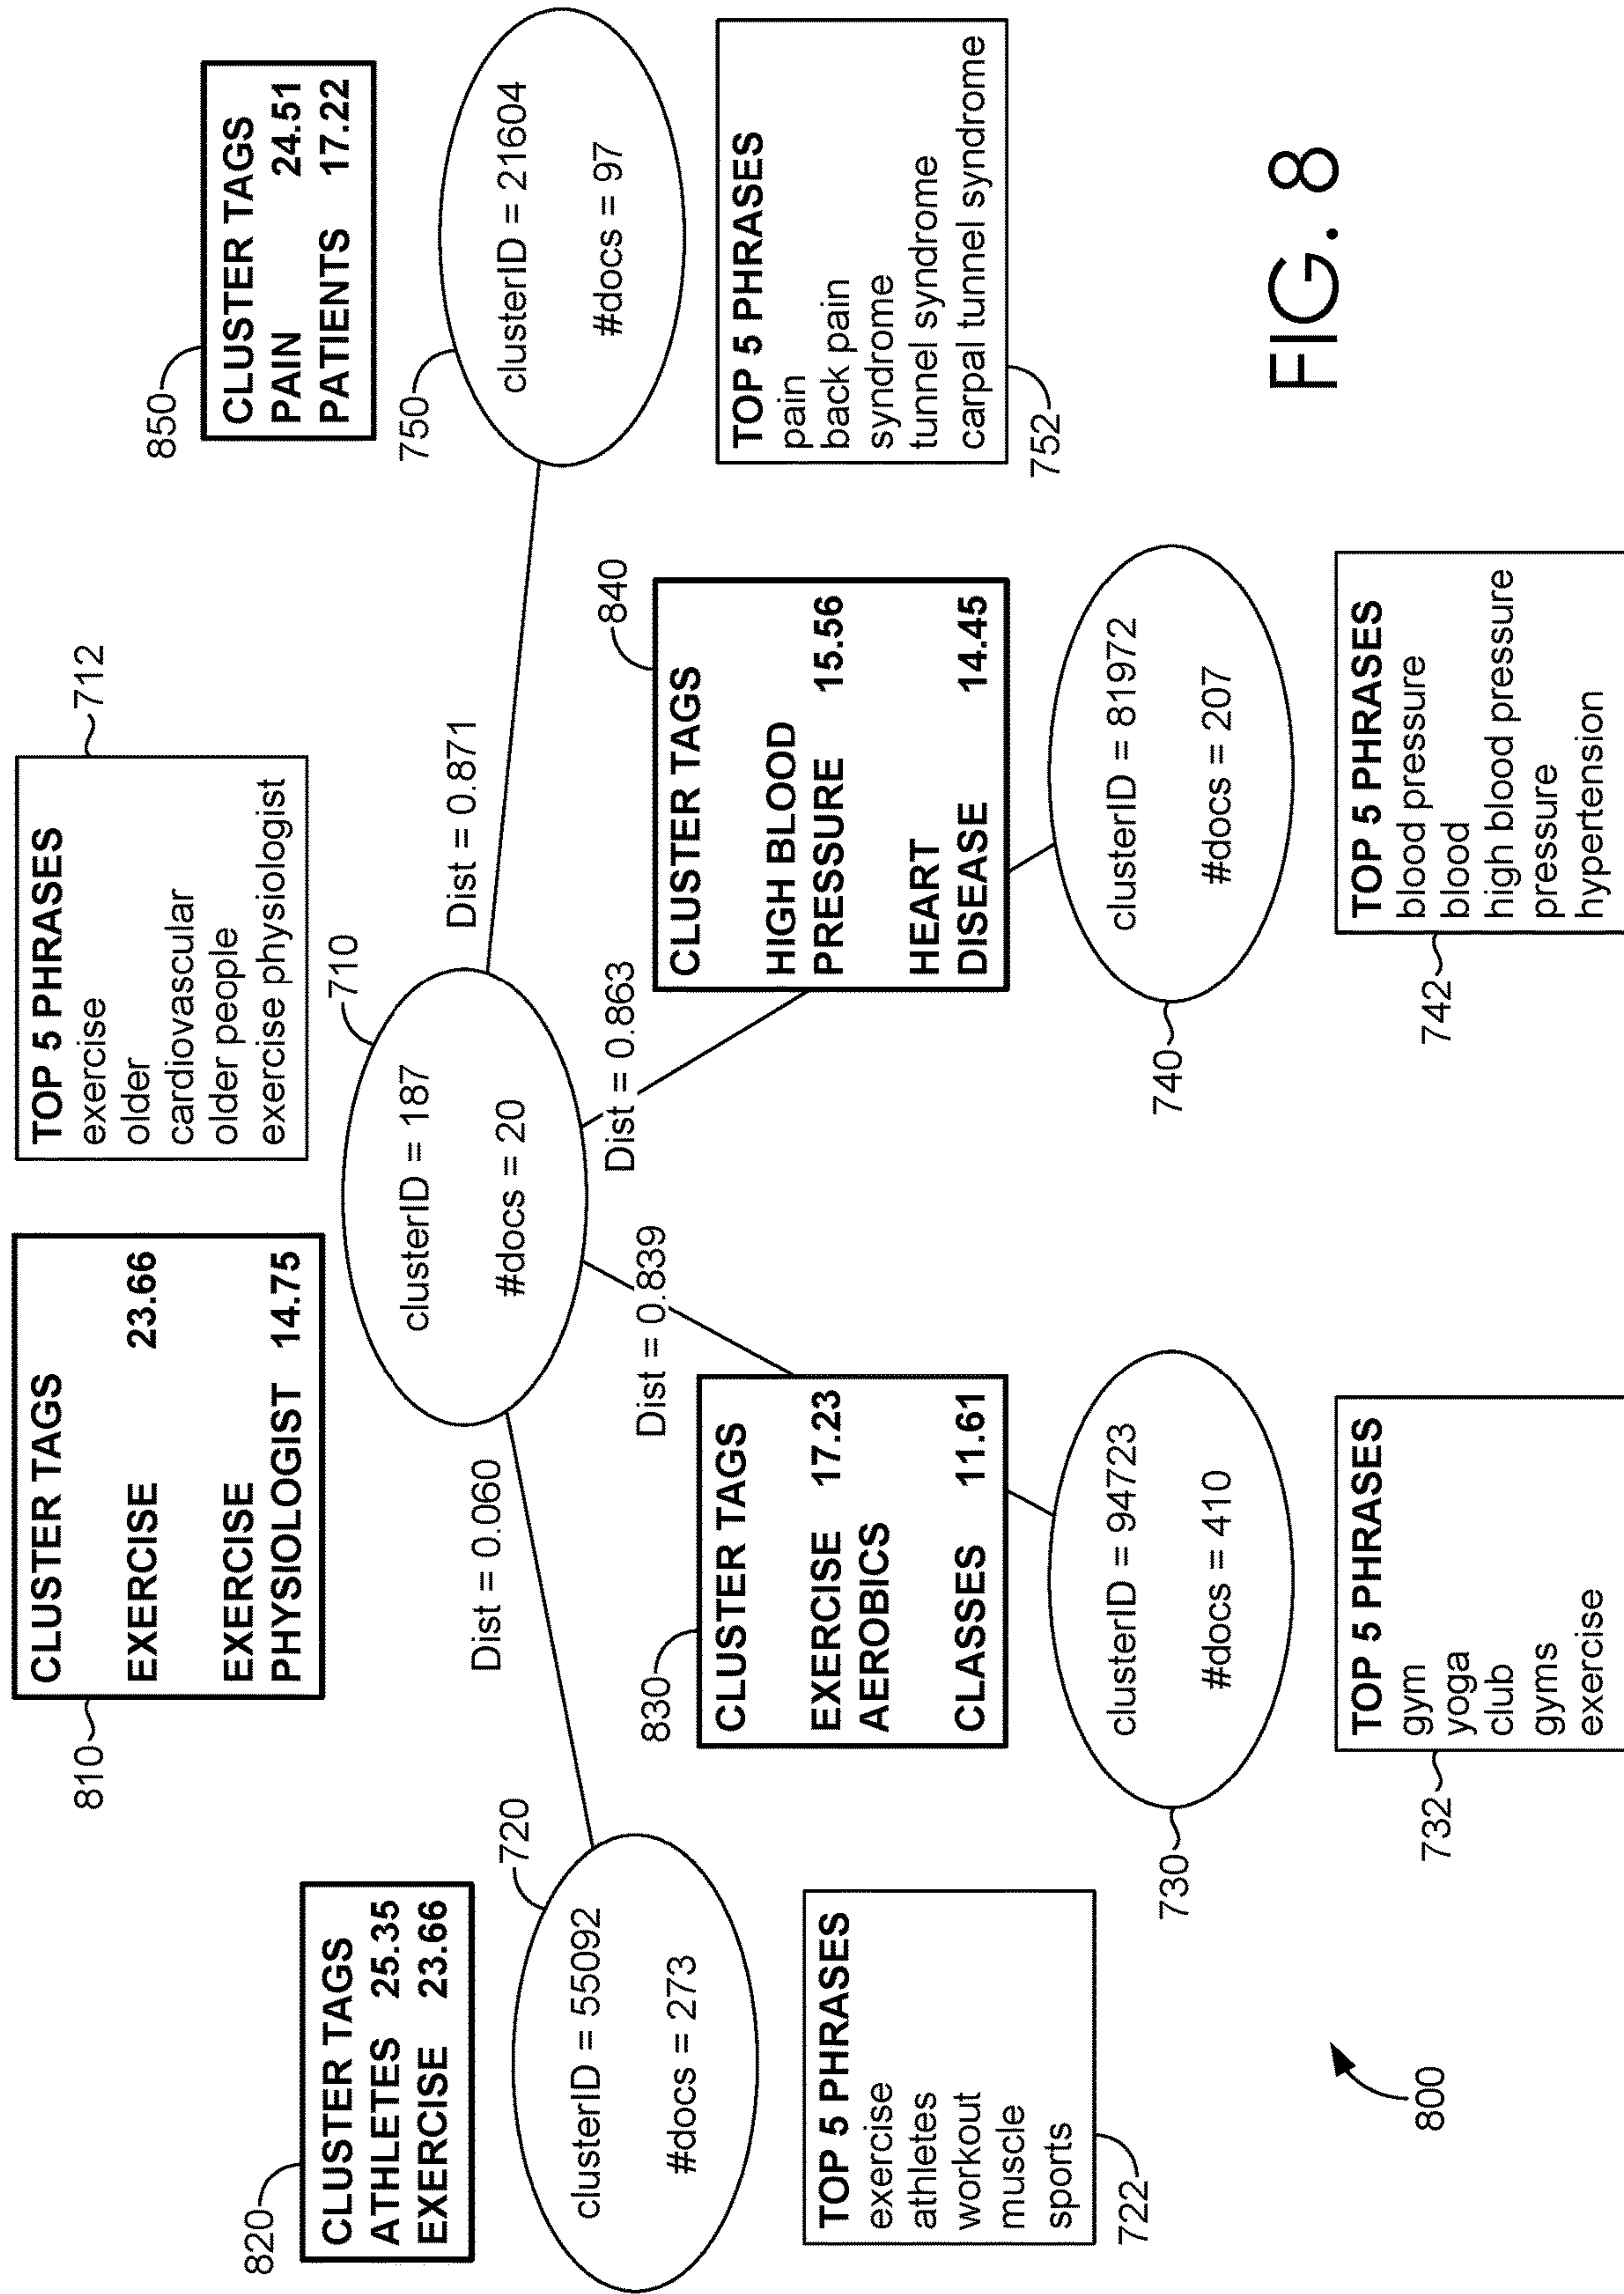 810
CLUSTER TAGS
EXERCISE 23.66
EXERCISE
PHYSIOLOGIST 14.75
TOP 5 PHRASES
exercise
older
cardiovascular
older people
exercise physiologist
712
710
clusterID = 187
#docs = 20
Dist = 0.060
Dist = 0.839
Dist = 0.863
Dist = 0.871
820
CLUSTER TAGS
ATHLETES 25.35
EXERCISE 23.66
720
clusterID = 55092
#docs = 273
TOP 5 PHRASES
exercise
athletes
workout
muscle
sports
722
830
CLUSTER TAGS
EXERCISE 17.23
AEROBICS
CLASSES 11.61
clusterID = 94723
#docs = 410
730
TOP 5 PHRASES
gym
yoga
club
gyms
exercise
732
840
CLUSTER TAGS
HIGH BLOOD
PRESSURE 15.56
HEART
DISEASE 14.45
clusterID = 81972
#docs = 207
740
TOP 5 PHRASES
blood pressure
blood
high blood pressure
pressure
hypertension
742
850
CLUSTER TAGS
PAIN 24.51
PATIENTS 17.22
750
clusterID = 21604
#docs = 97
TOP 5 PHRASES
pain
back pain
syndrome
tunnel syndrome
carpal tunnel syndrome
752
800
FIG. 8